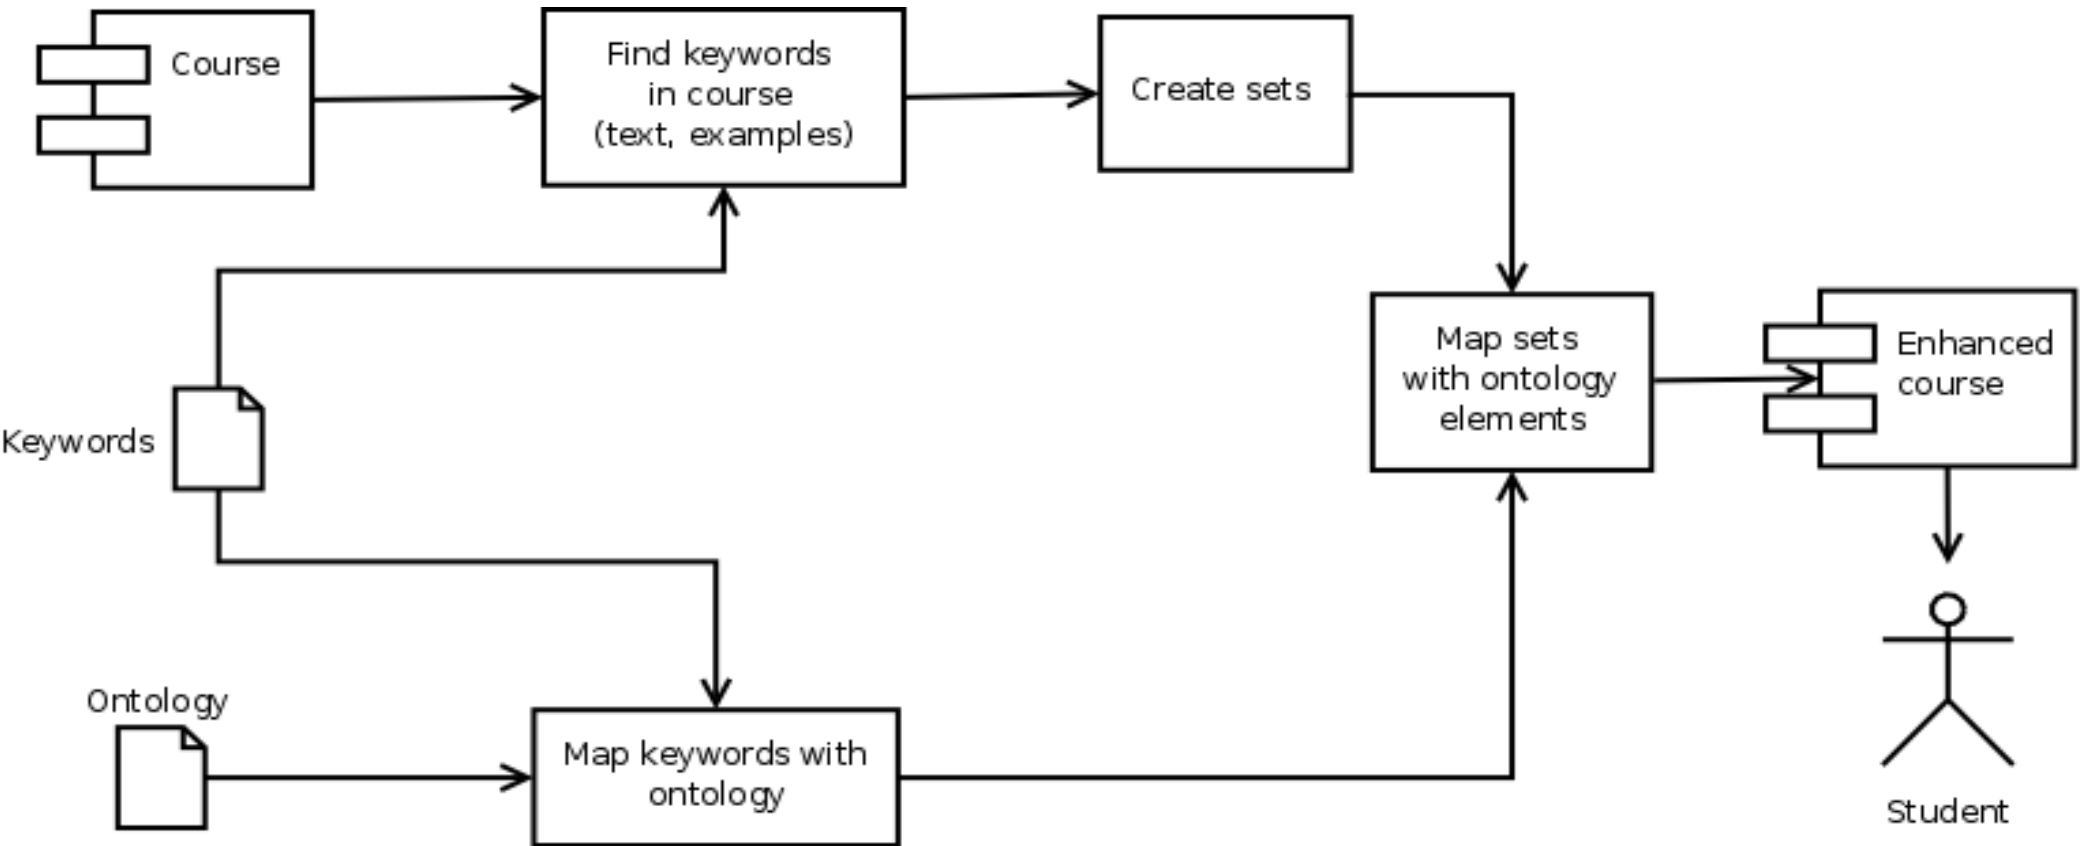 Course
Find keywords
in course
(text, examples)
Create sets
Map sets
with ontology
elements
Enhanced
course
Keywords
Ontology
Map keywords with
ontology
Student